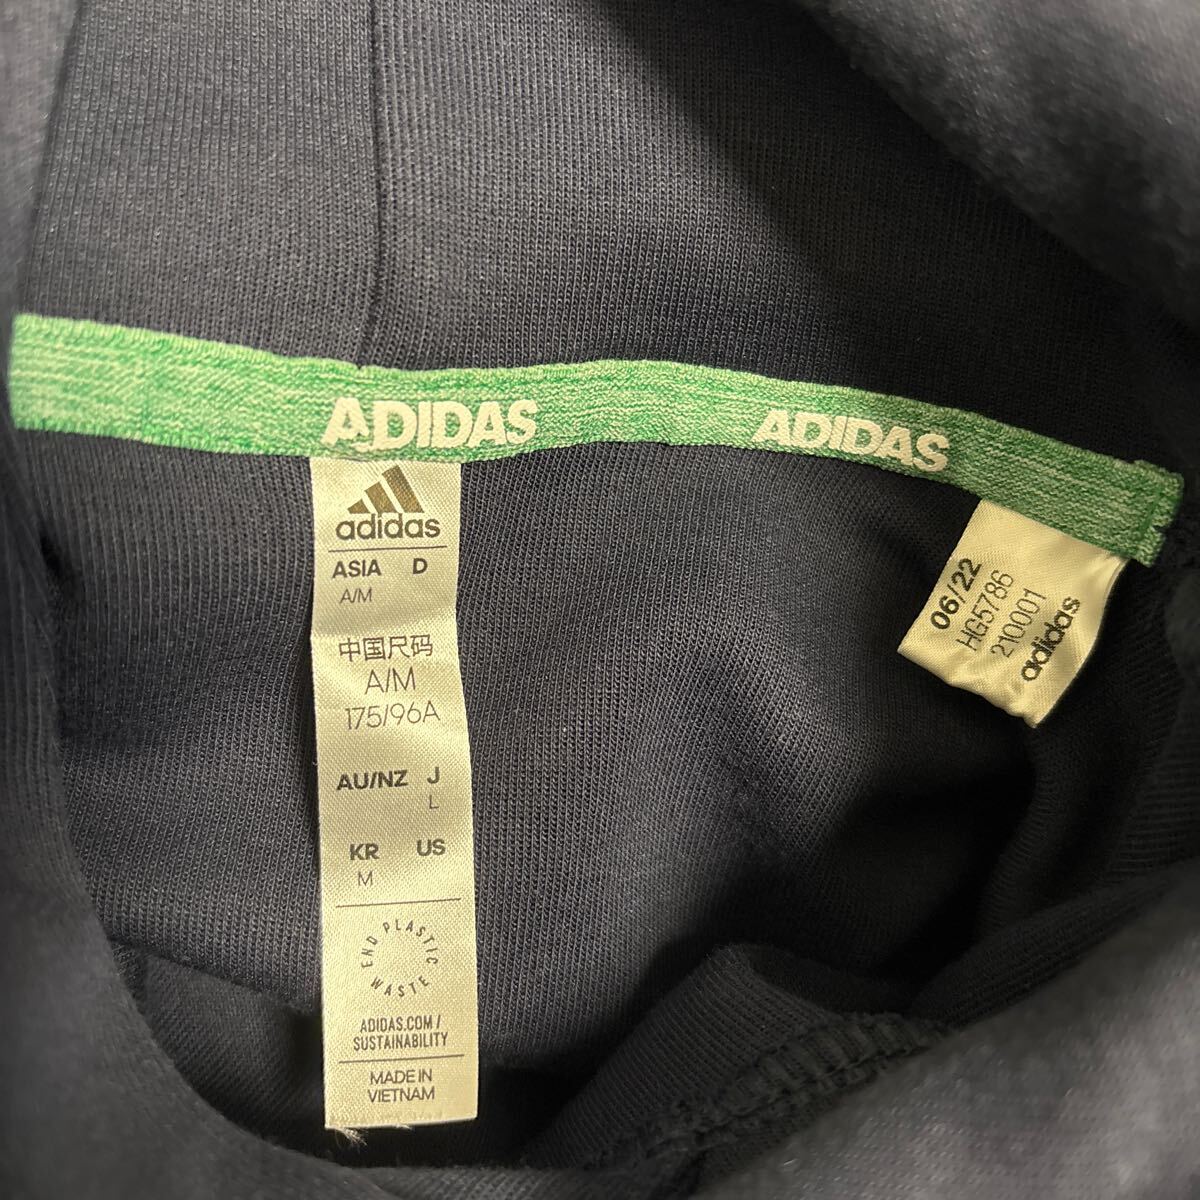 ADIDAS
ADIDAS
adidas
ASIA D
A/M
中国尺码
A/M
175/96A
AU/NZ J
L
KR US
M
END PLASTIC WASTE
ADIDAS.COM/
SUSTAINABILITY
MADE IN
VIETNAM
06/22
HG5786
210001
adidas